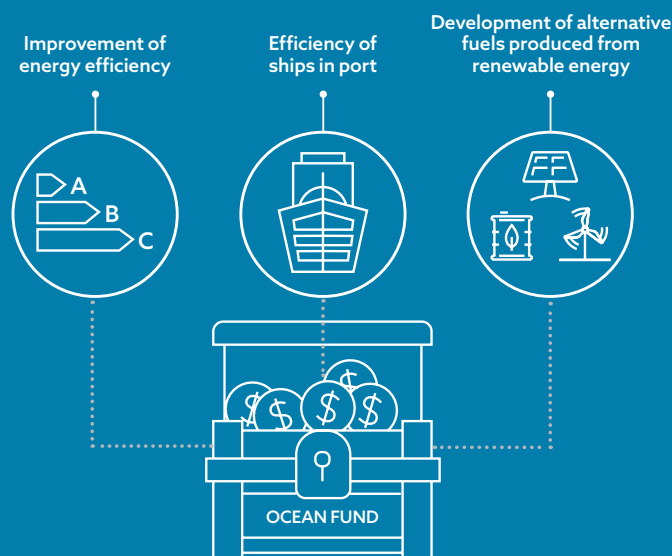 Improvement of
energy efficiency
Efficiency of
ships in port
Development of alternative
fuels produced from
renewable energy
A
B
C
$
$
$
$
$
OCEAN FUND